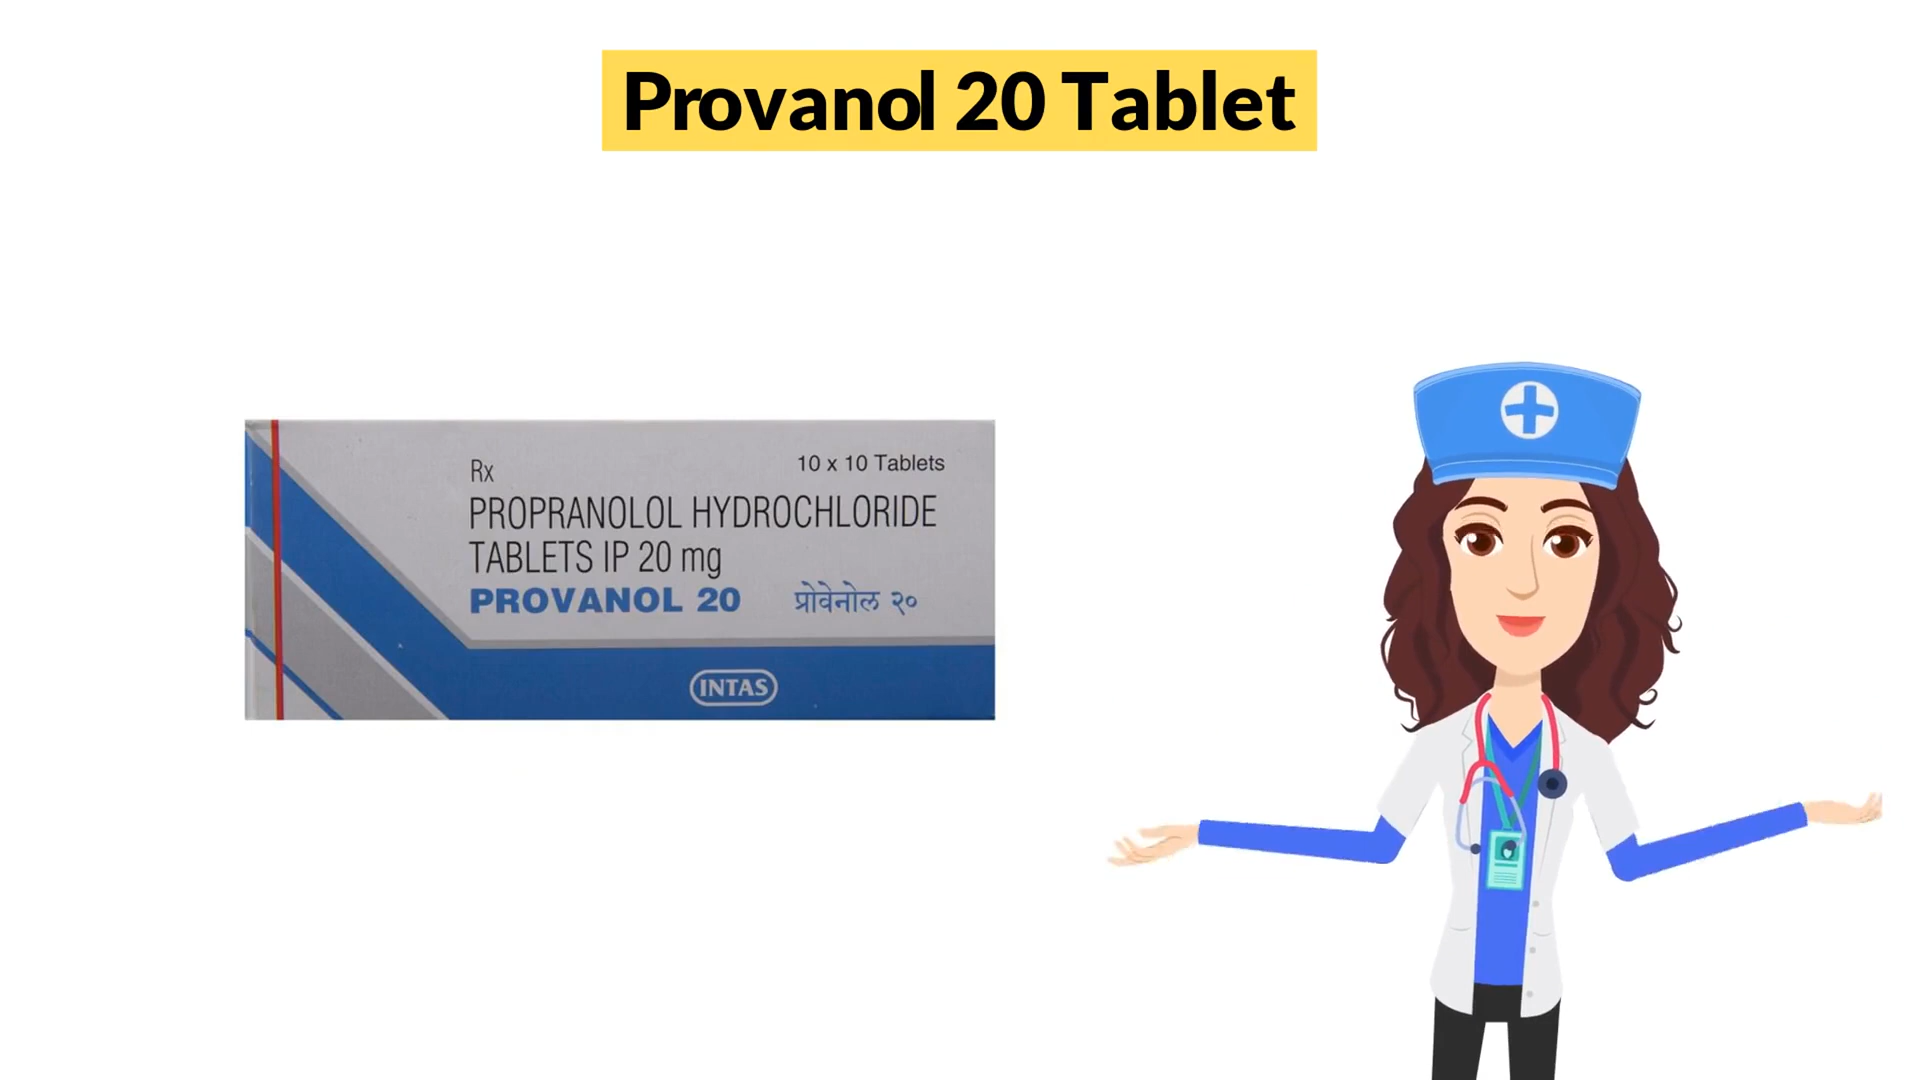 Provanol 20 Tablet
Rx
10 x 10 Tablets
PROPRANOLOL HYDROCHLORIDE
TABLETS IP 20 mg
PROVANOL 20 प्रोवेनोल २०
INTAS